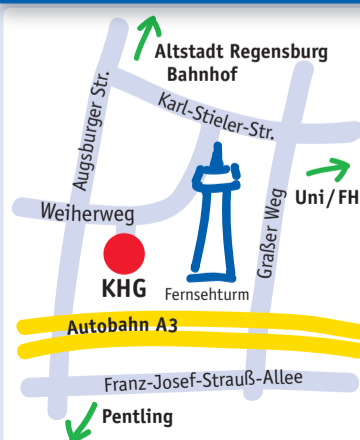 Altstadt Regensburg
Bahnhof
Karl-Stieler-Str.
Augsburger Str.
Uni/FH
Graßer Weg
Weiherweg
KHG
Fernsehturm
Autobahn A3
Franz-Josef-Strauß-Allee
Pentling